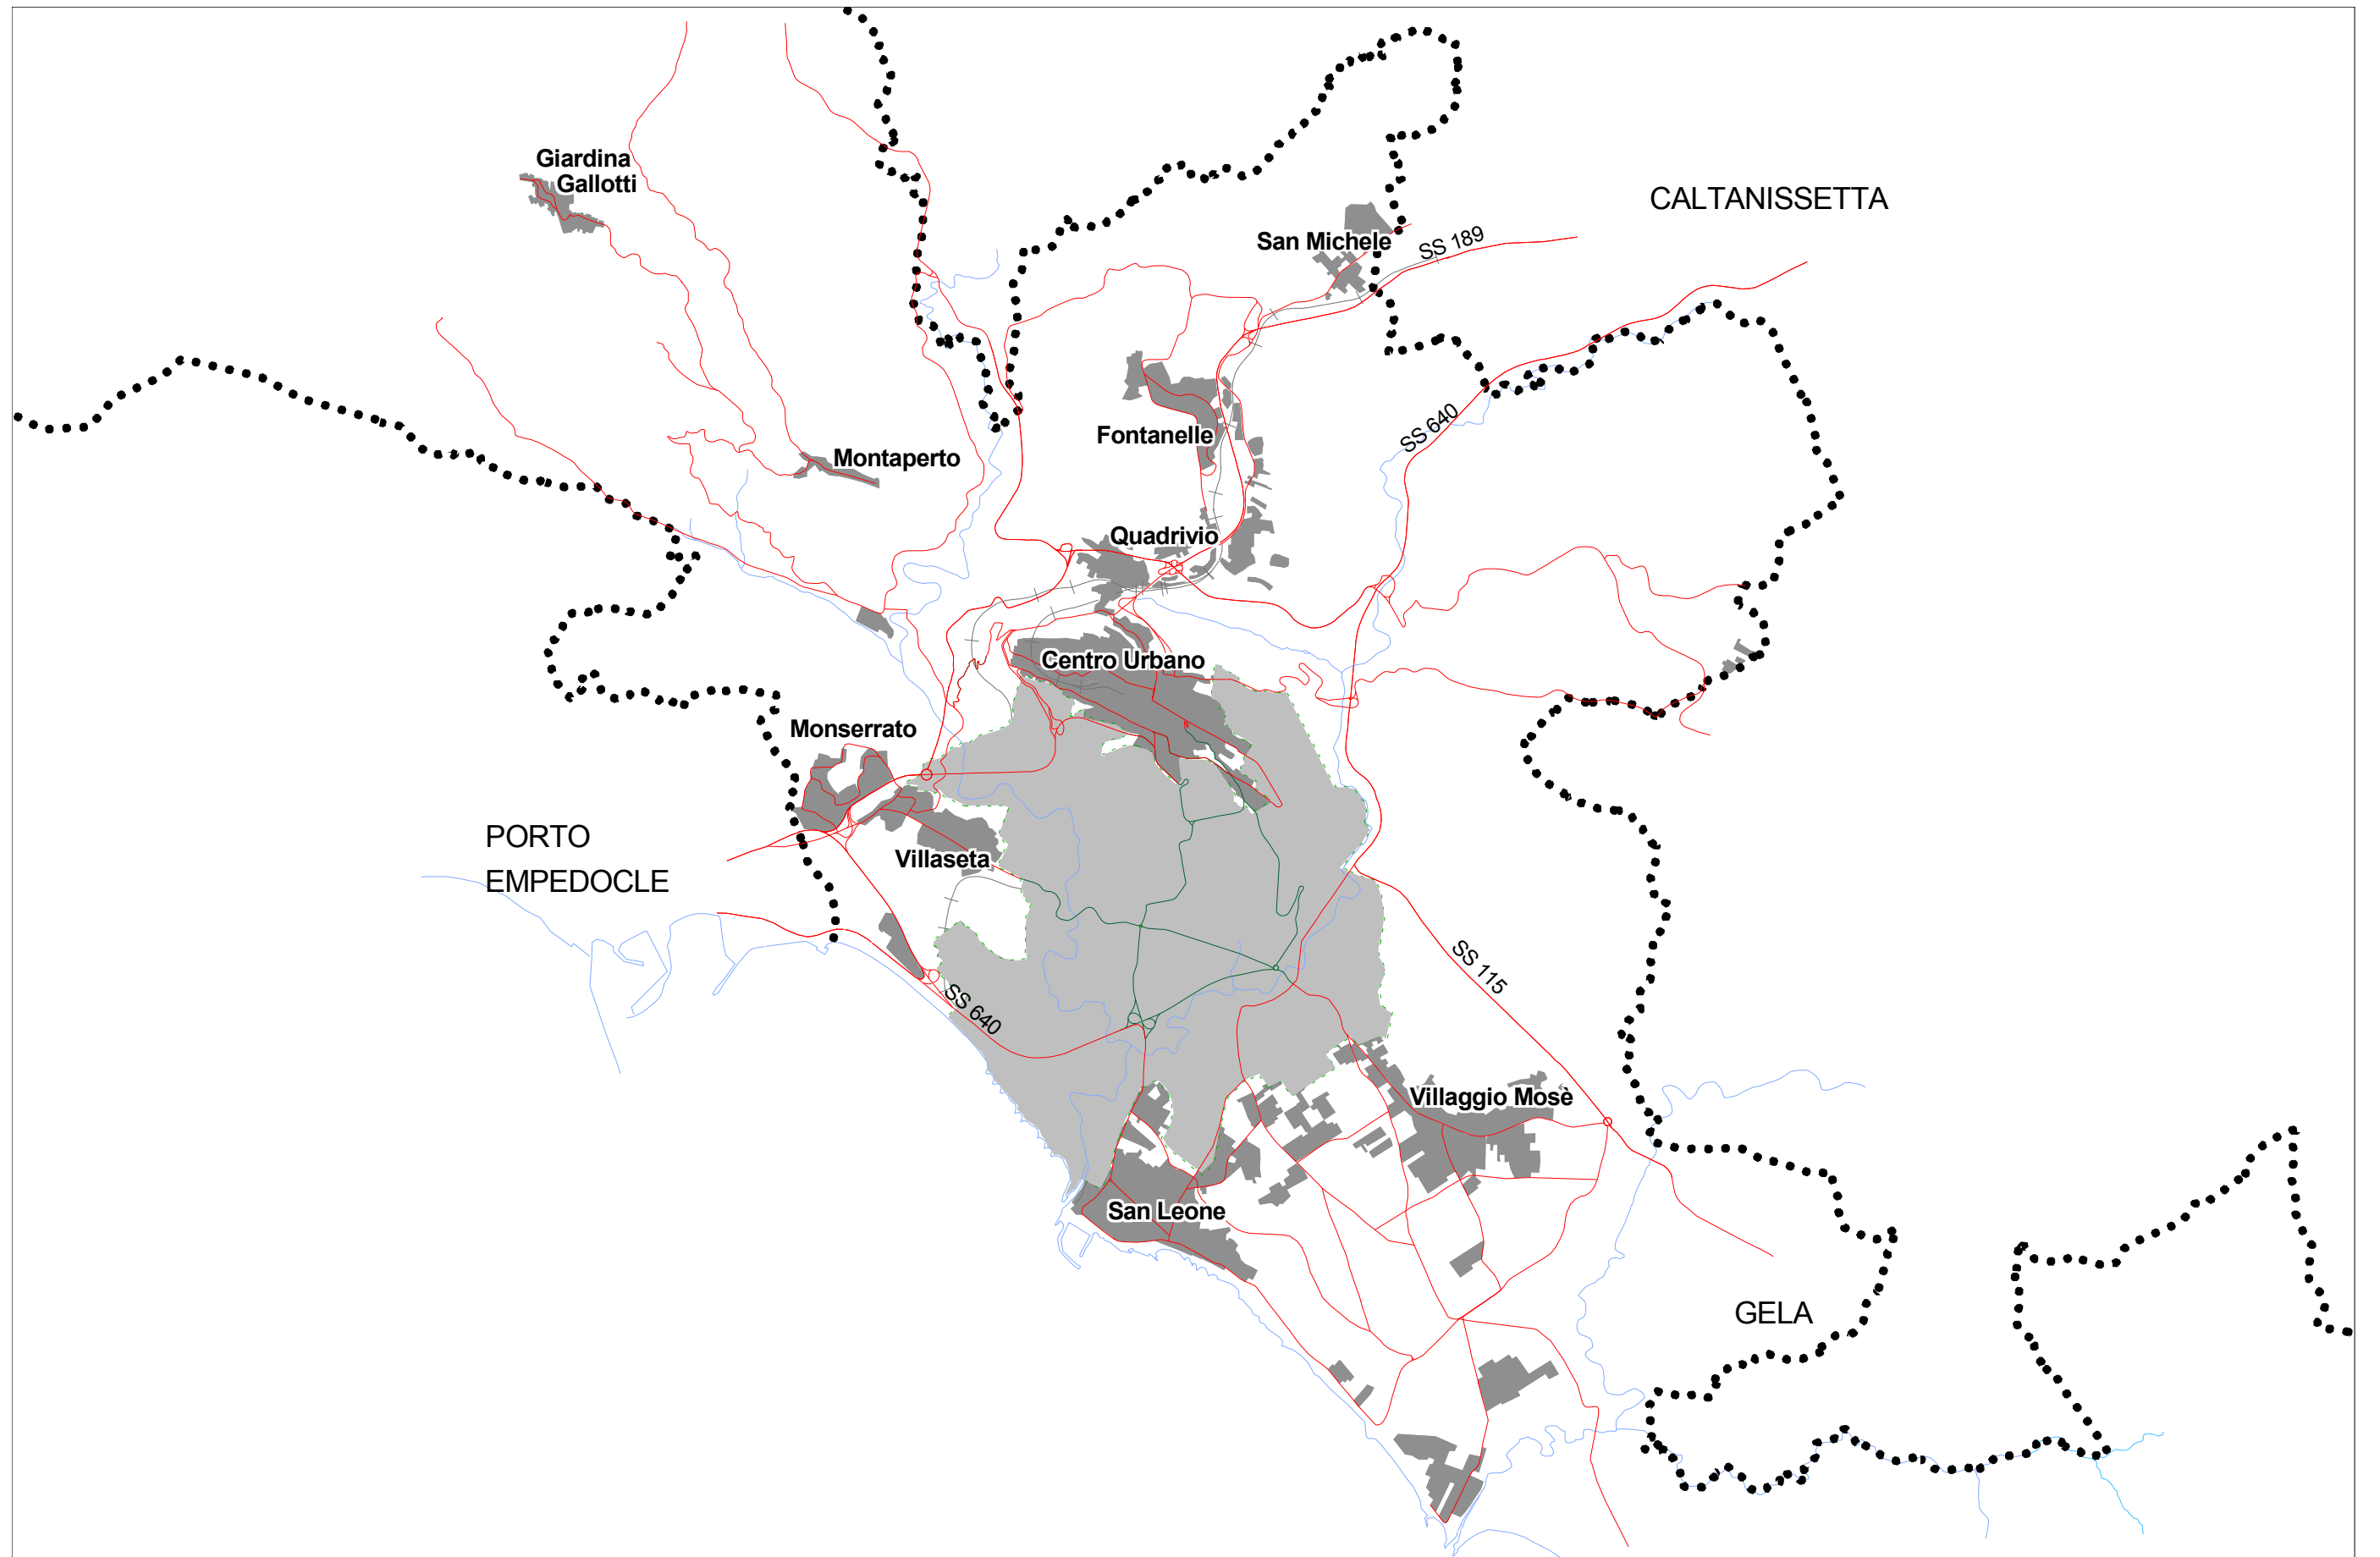 Giardina
Gallotti
CALTANISSETTA
San Michele
SS 189
SS 640
Fontanelle
Montaperto
Quadrivio
Centro Urbano
Monserrato
PORTO
EMPEDOCLE
Villaseta
SS 115
SS 640
Villaggio Mosè
San Leone
GELA